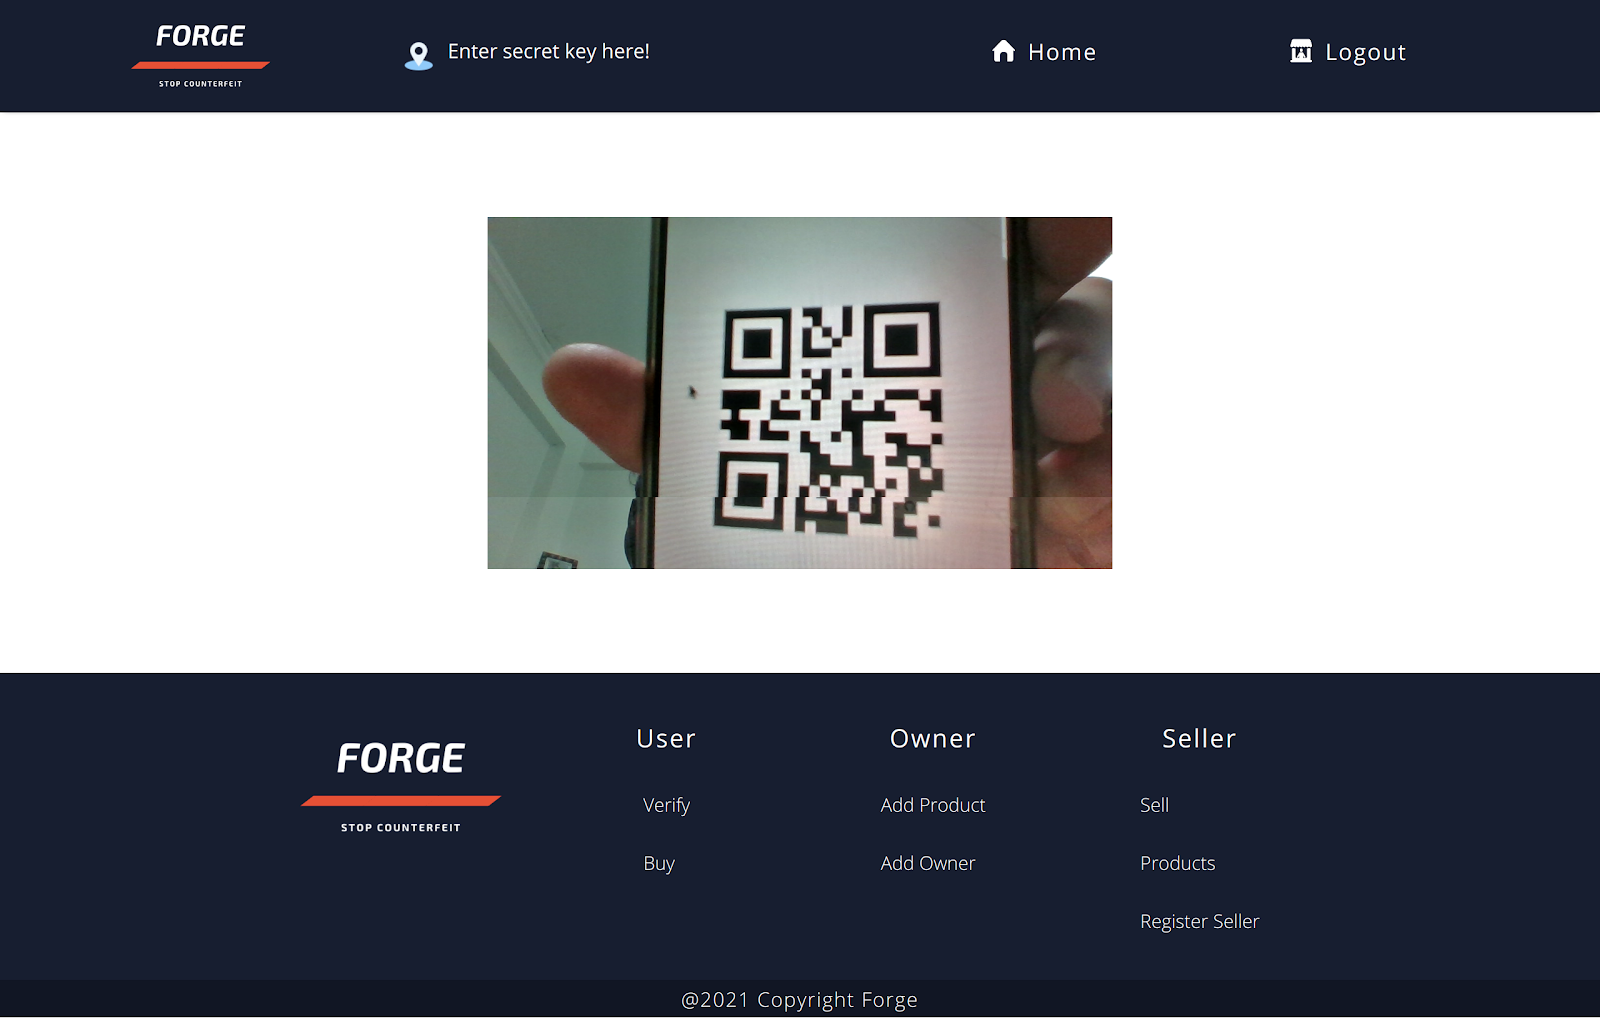 FORGE
STOP COUNTERFEIT
Enter secret key here!
Home
Logout
FORGE
STOP COUNTERFEIT
User
Verify
Buy
Owner
Add Product
Add Owner
Seller
Sell
Products
Register Seller
@2021 Copyright Forge